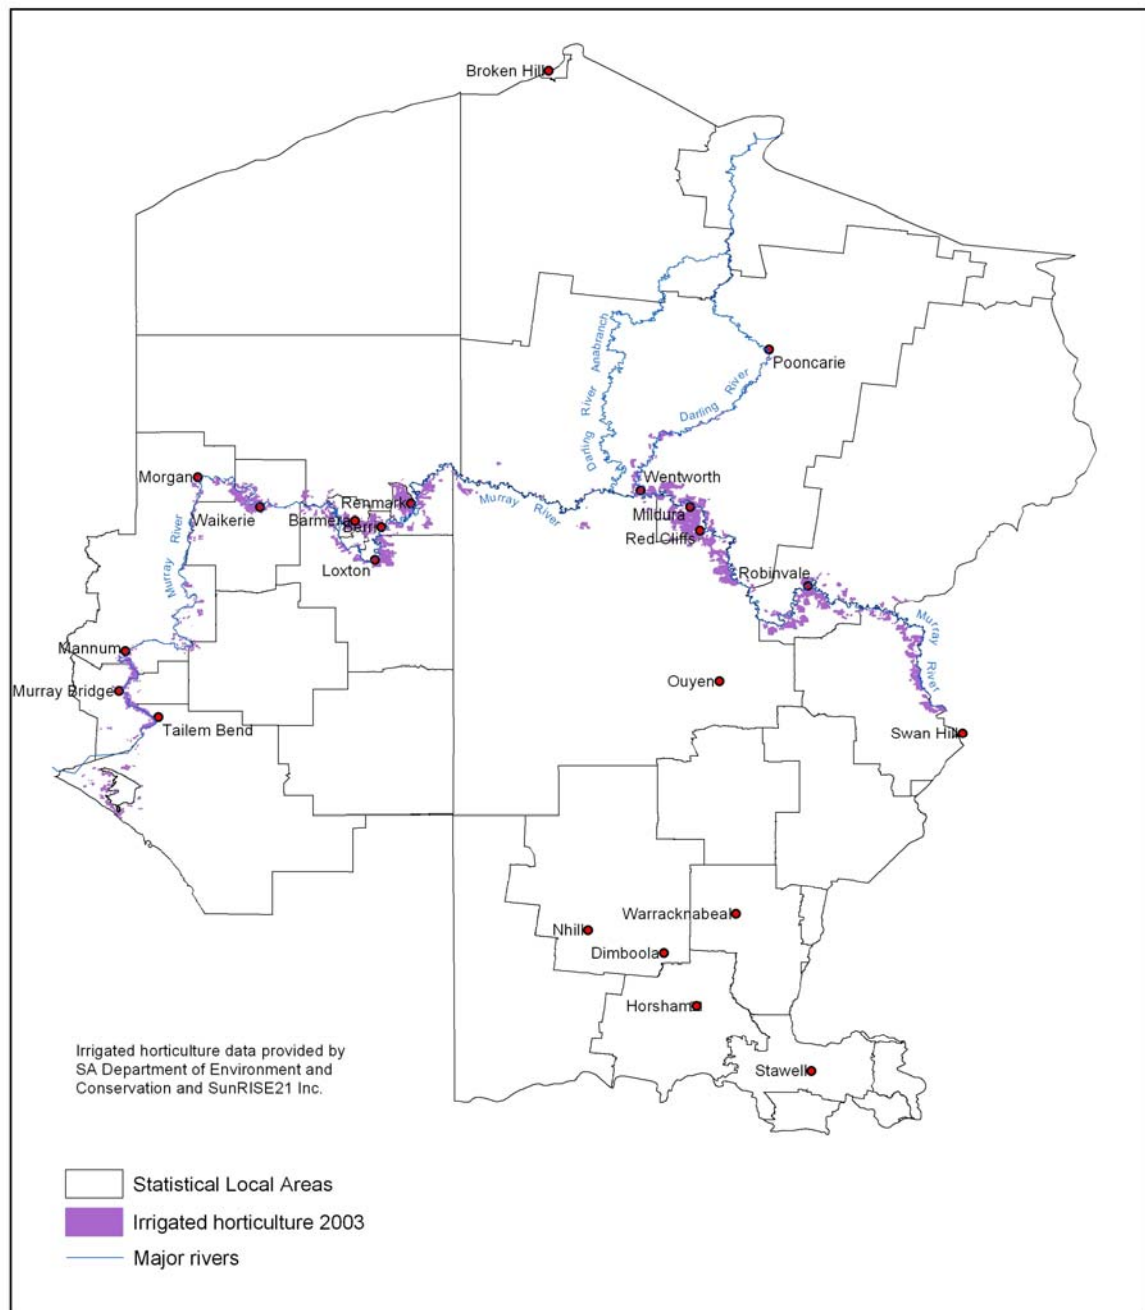 Broken Hill
Pooncarie
Darling River Anabranch
Darling River
Morgan
Wentworth
Renmark
Murray River
Waikerie
Barmera
Berri
Mildura
Red Cliffs
Loxton
Murray River
Robinvale
Murray River
Mannum
Murray Bridge
Ouyen
Tailem Bend
Swan Hill
Warracknabeal
Nhill
Dimboola
Horsham
Irrigated horticulture data provided by
SA Department of Environment and
Conservation and SunRISE21 Inc.
Stawell
Statistical Local Areas
Irrigated horticulture 2003
Major rivers